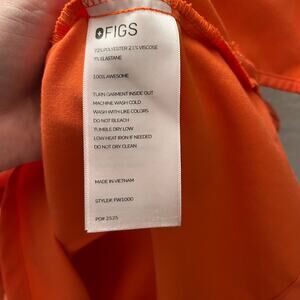 FIGS
72% POLYESTER 21% VISCOSE
7% ELASTANE
100% AWESOME
TURN GARMENT INSIDE OUT
MACHINE WASH COLD
WASH WITH LIKE COLORS
DO NOT BLEACH
TUMBLE DRY LOW
LOW HEAT IRON IF NEEDED
DO NOT DRY CLEAN
MADE IN VIETNAM
STYLE#: FW1000
PO# 2525